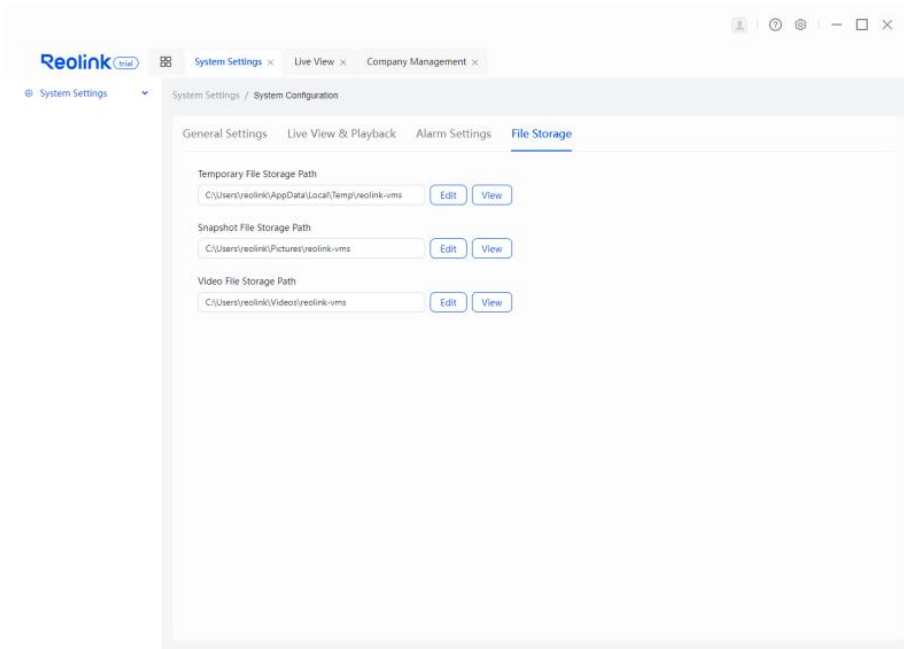 Reolink trial
System Settings × Live View × Company Management ×
System Settings
System Settings / System Configuration
General Settings Live View & Playback Alarm Settings File Storage
Temporary File Storage Path
C:\Users\reolink\AppData\Local\Temp\reolink-vms Edit View
Snapshot File Storage Path
C:\Users\reolink\Pictures\reolink-vms Edit View
Video File Storage Path
C:\Users\reolink\Videos\reolink-vms Edit View